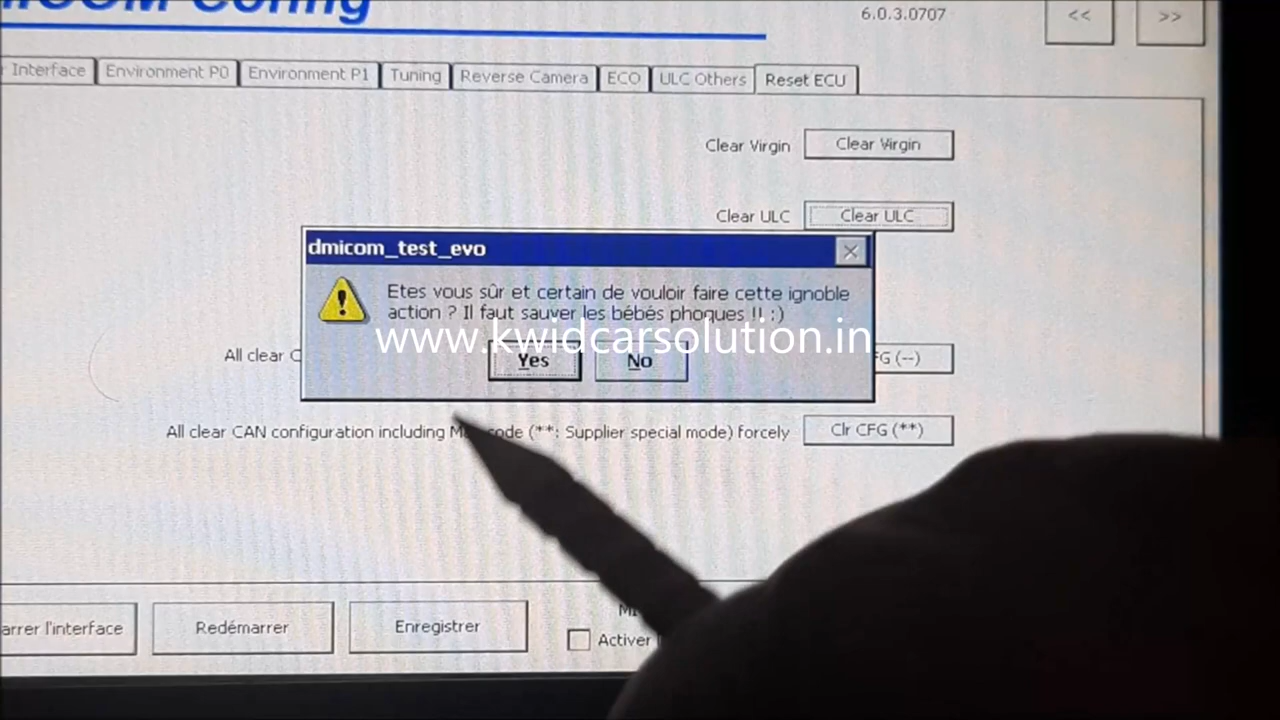 Config
6.0.3.0707
<< >>
Interface Environment P0 Environment P1 Tuning Reverse Camera ECO ULC Others Reset ECU
Clear Virgin Clear Virgin
Clear ULC Clear ULC
dmicom_test_evo
Etes vous sûr et certain de vouloir faire cette ignoble
action ? Il faut sauver les bébés phoques !! :)
www.kwidcarsolution.in
Yes No
All clear
(--)
All clear CAN configuration including code (**: Supplier special mode) forcely Clr CFG (**)
l'interface Redémarrer Enregistrer
Activer